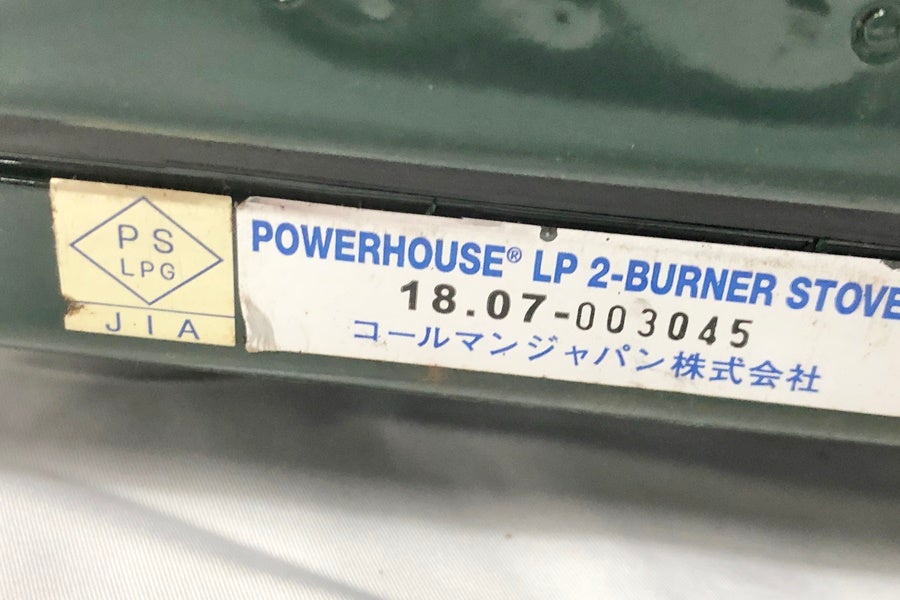 PS
LPG
JIA
POWERHOUSE® LP 2-BURNER STOVE
18.07-003045
コールマンジャパン株式会社